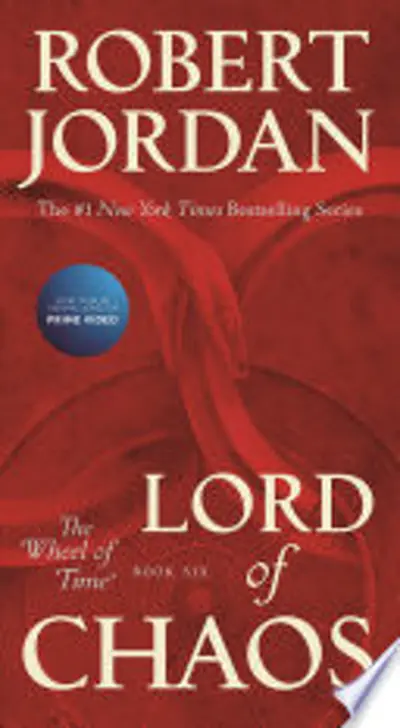 ROBERT
JORDAN
The #1 New York Times Bestselling Series
PRIME VIDEO
LORD
The
Wheel of
Time
BOOK SIX
of
CHAOS